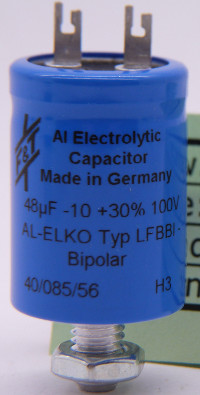 F&T
Al Electrolytic
Capacitor
Made in Germany
48µF -10 +30% 100V
AL-ELKO Typ LFBBI -
Bipolar
40/085/56 H3